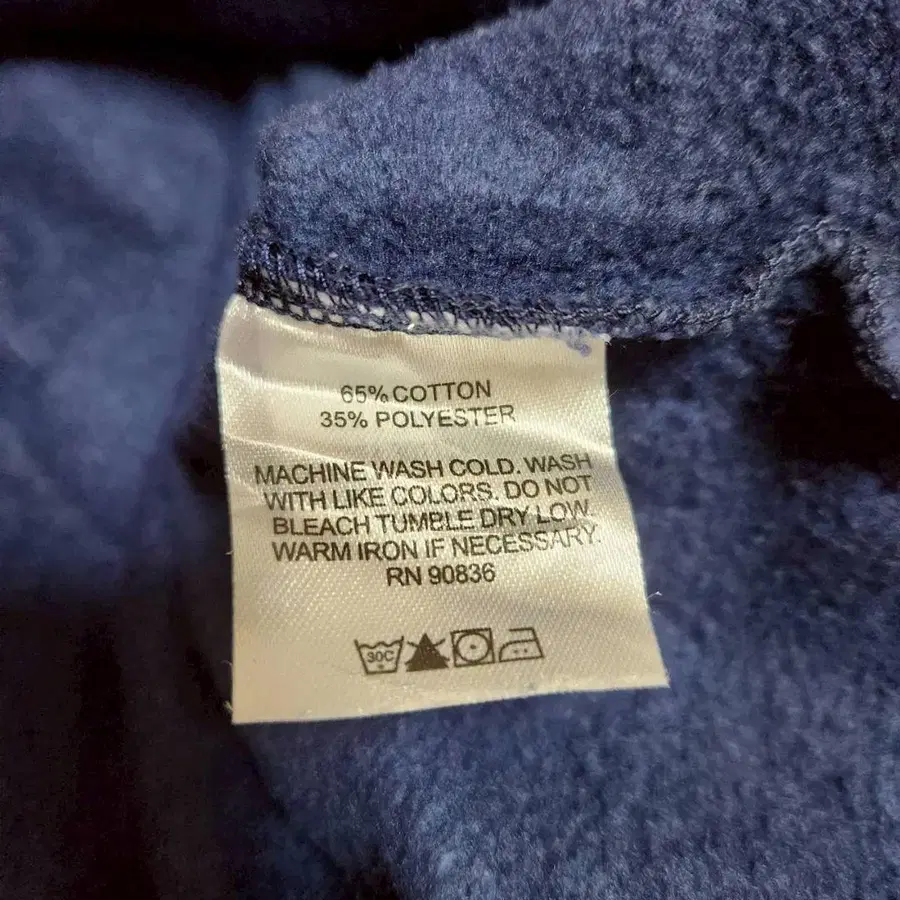 65% COTTON
35% POLYESTER
MACHINE WASH COLD. WASH
WITH LIKE COLORS. DO NOT
BLEACH TUMBLE DRY LOW.
WARM IRON IF NECESSARY.
RN 90836
30C